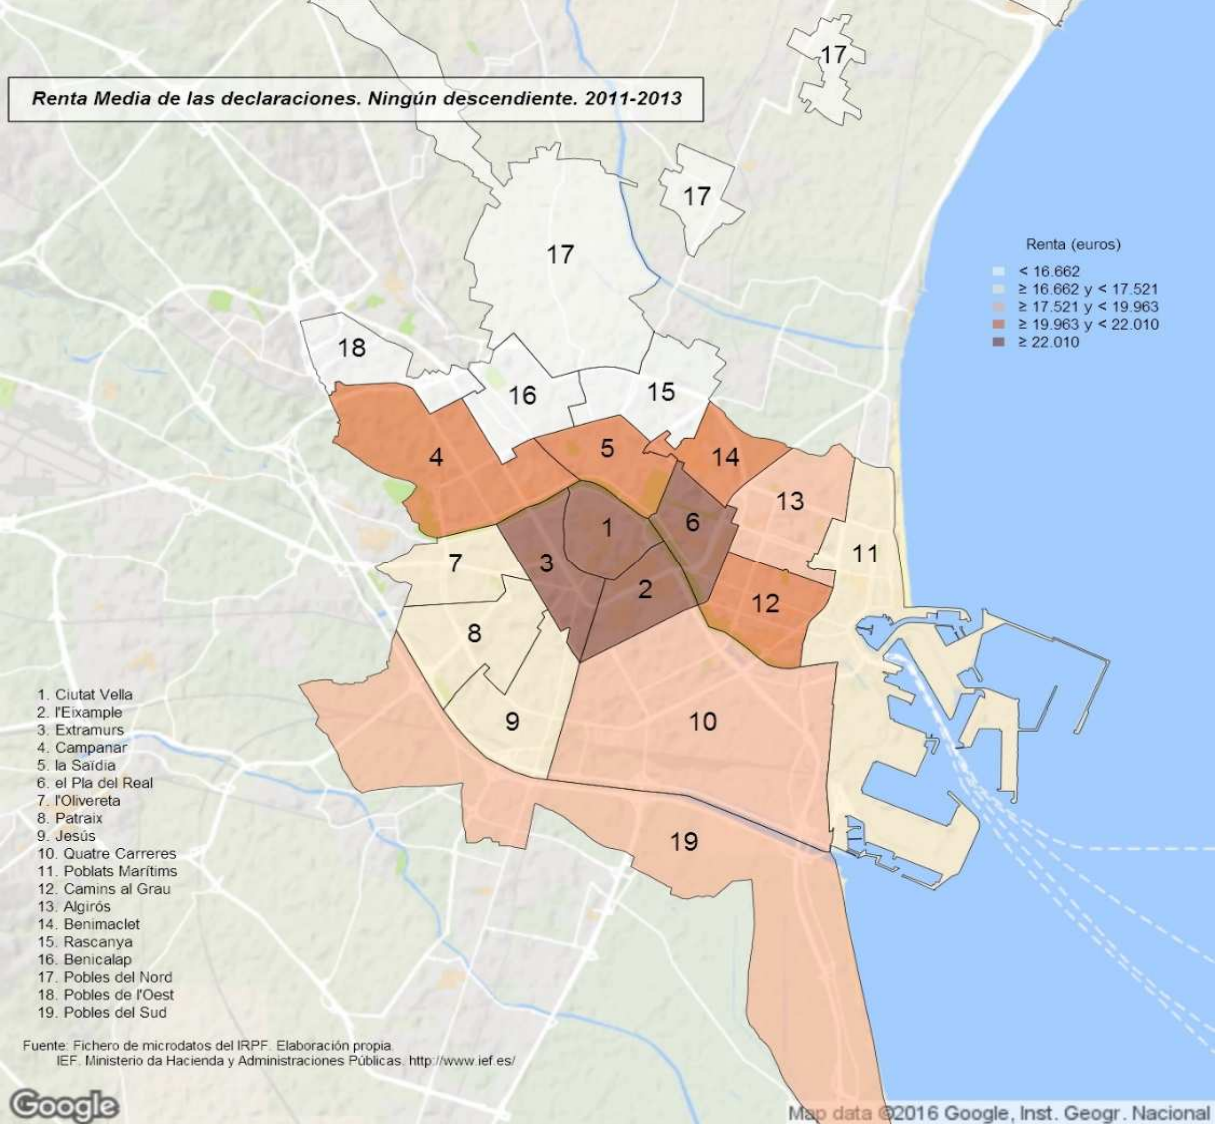 17
Renta Media de las declaraciones. Ningún descendiente. 2011-2013
17
17
Renta (euros)
< 16.662
≥ 16.662 y < 17.521
≥ 17.521 y < 19.963
≥ 19.963 y < 22.010
≥ 22.010
18
16
15
4
5
14
13
1
6
11
7
3
2
12
8
9
10
19
1. Ciutat Vella
2. l'Eixample
3. Extramurs
4. Campanar
5. la Saïdia
6. el Pla del Real
7. l'Olivereta
8. Patraix
9. Jesús
10. Quatre Carreres
11. Poblats Marítims
12. Camins al Grau
13. Algirós
14. Benimaclet
15. Rascanya
16. Benicalap
17. Pobles del Nord
18. Pobles de l'Oest
19. Pobles del Sud
Fuente: Fichero de microdatos del IRPF. Elaboración propia.
IEF. Ministerio da Hacienda y Administraciones Públicas. http://www.ief.es/
Google
Map data ©2016 Google, Inst. Geogr. Nacional